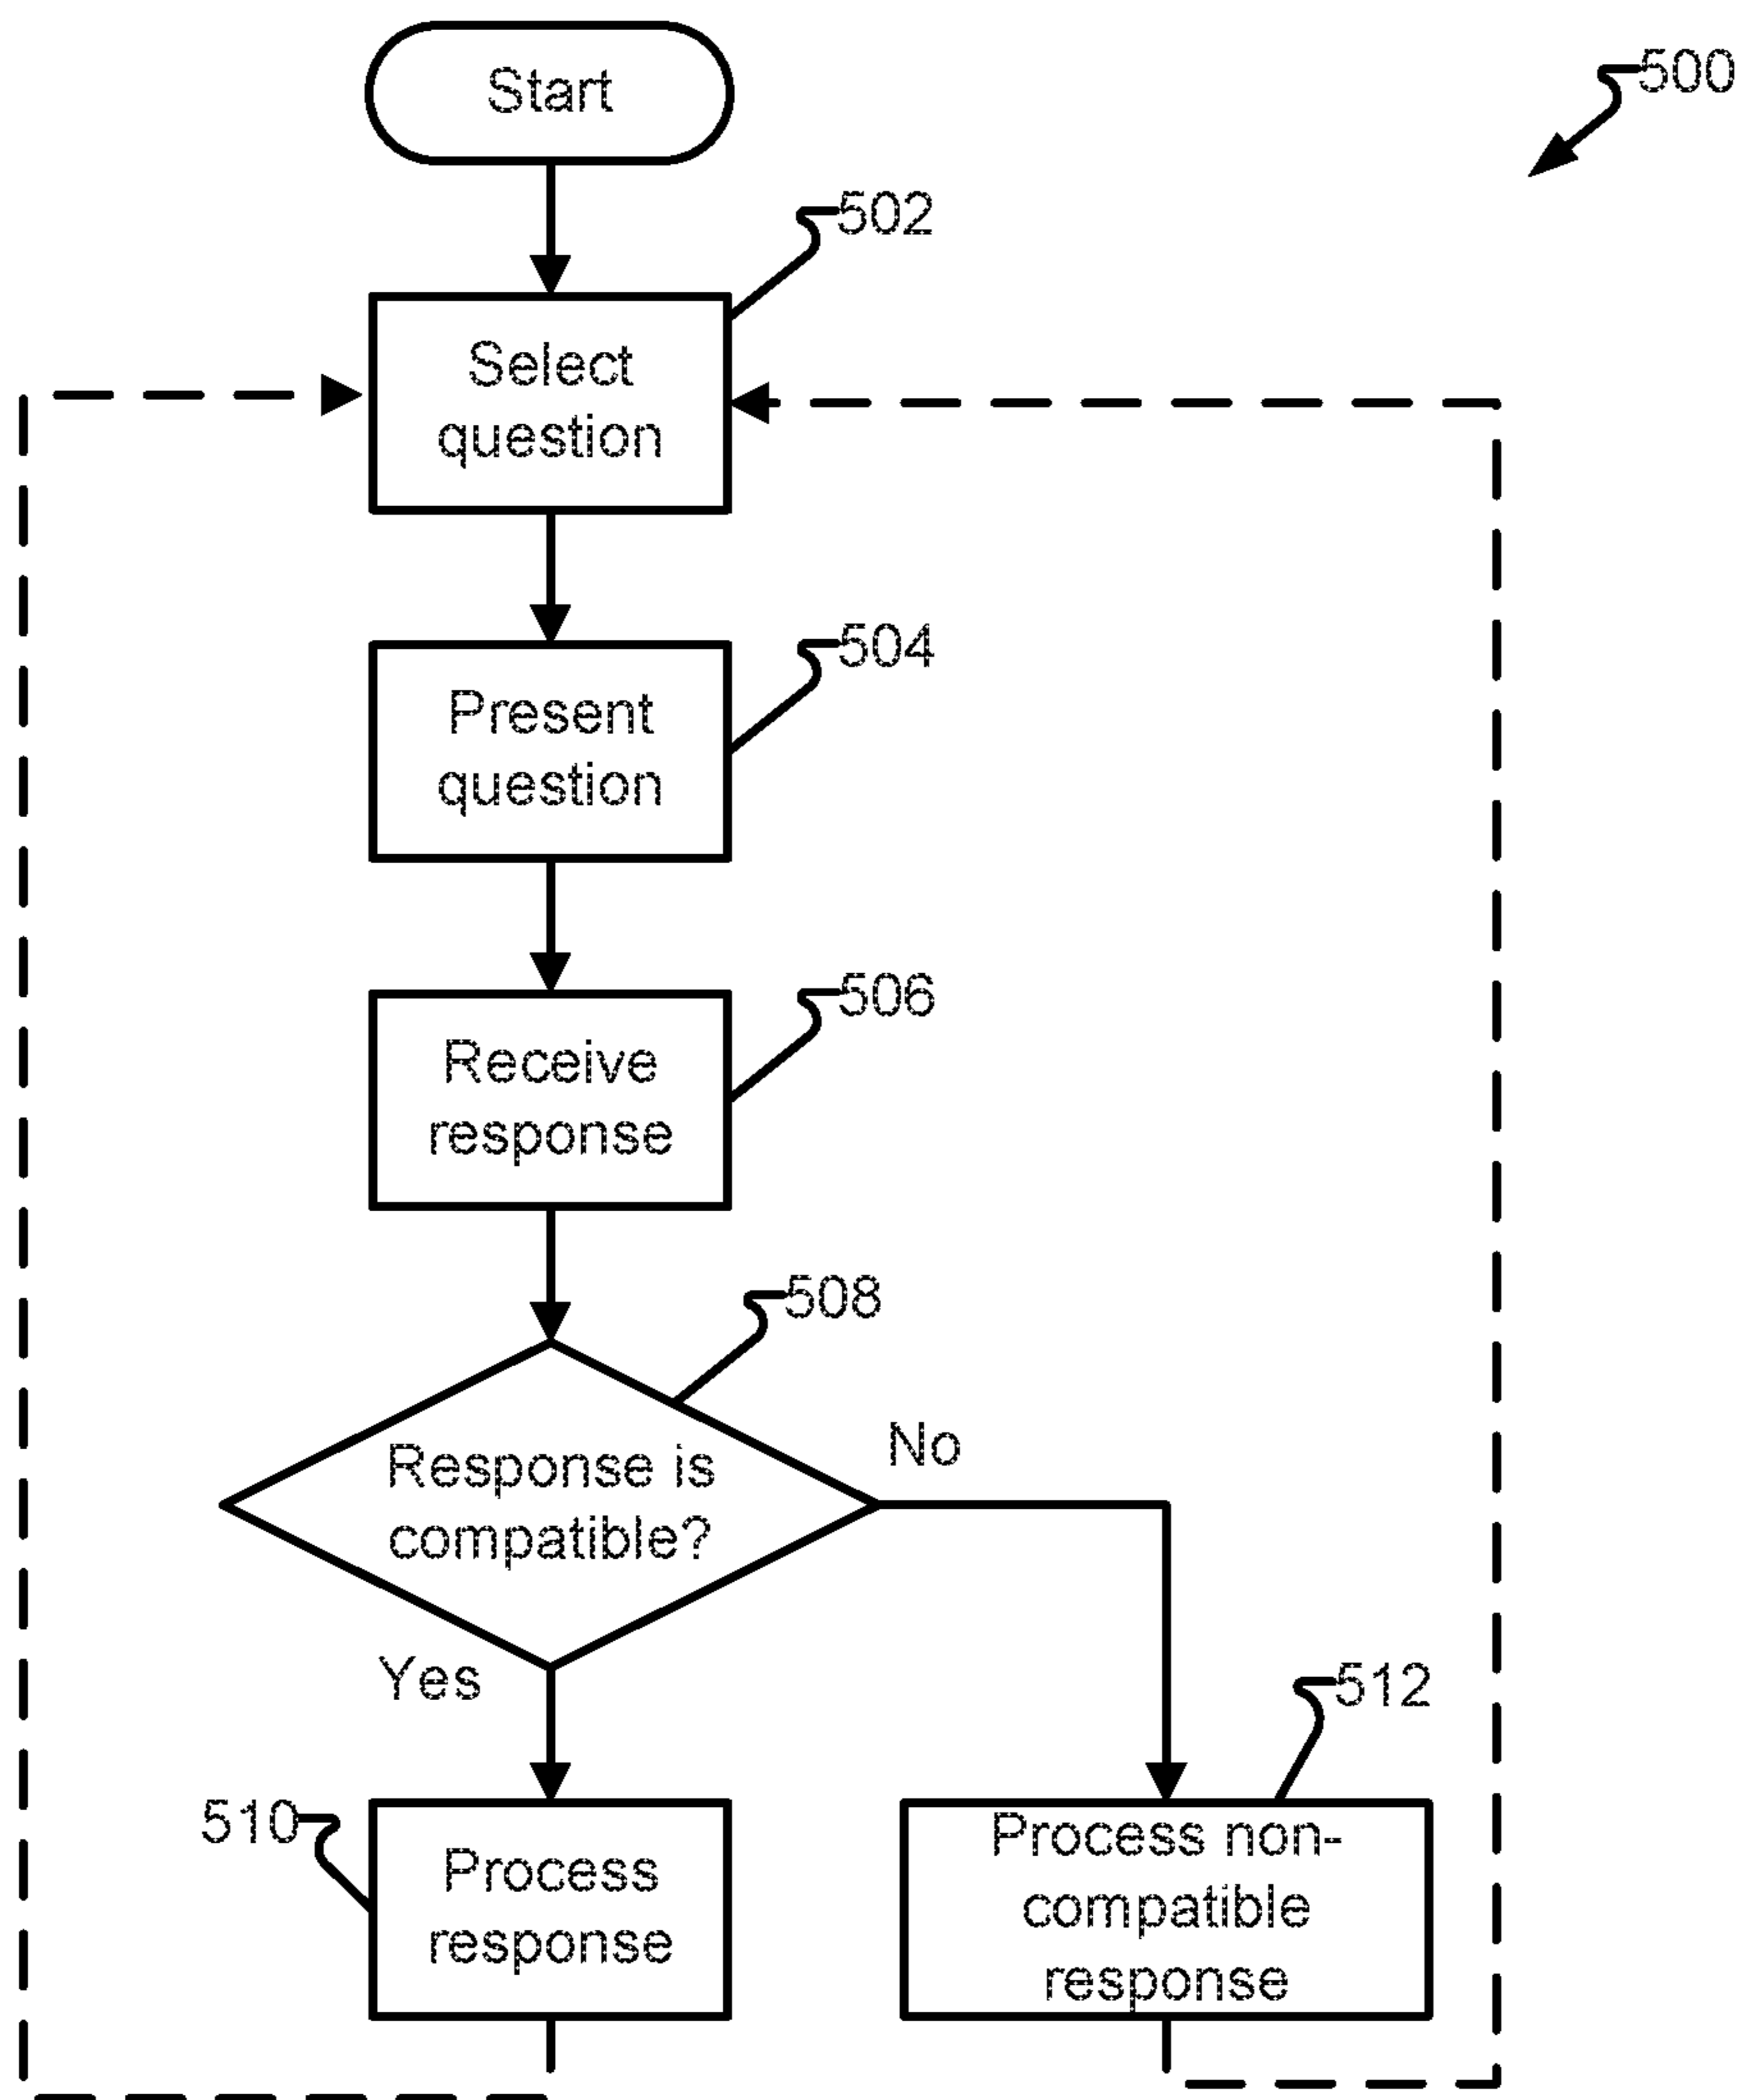 Start
500
502
Select
question
504
Present
question
506
Receive
response
508
Response is
compatible?
No
Yes
512
510
Process
response
Process non-
compatible
response